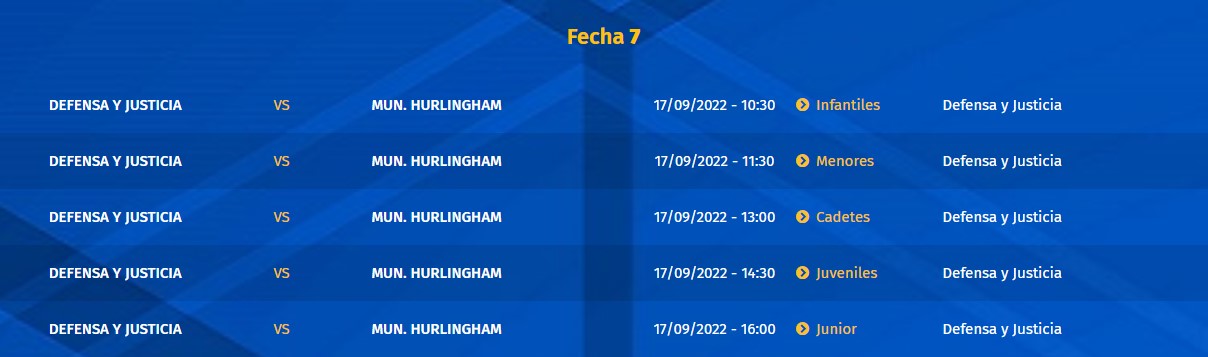 Fecha 7
DEFENSA Y JUSTICIA VS MUN. HURLINGHAM 17/09/2022 - 10:30 Infantiles Defensa y Justicia
DEFENSA Y JUSTICIA VS MUN. HURLINGHAM 17/09/2022 - 11:30 Menores Defensa y Justicia
DEFENSA Y JUSTICIA VS MUN. HURLINGHAM 17/09/2022 - 13:00 Cadetes Defensa y Justicia
DEFENSA Y JUSTICIA VS MUN. HURLINGHAM 17/09/2022 - 14:30 Juveniles Defensa y Justicia
DEFENSA Y JUSTICIA VS MUN. HURLINGHAM 17/09/2022 - 16:00 Junior Defensa y Justicia